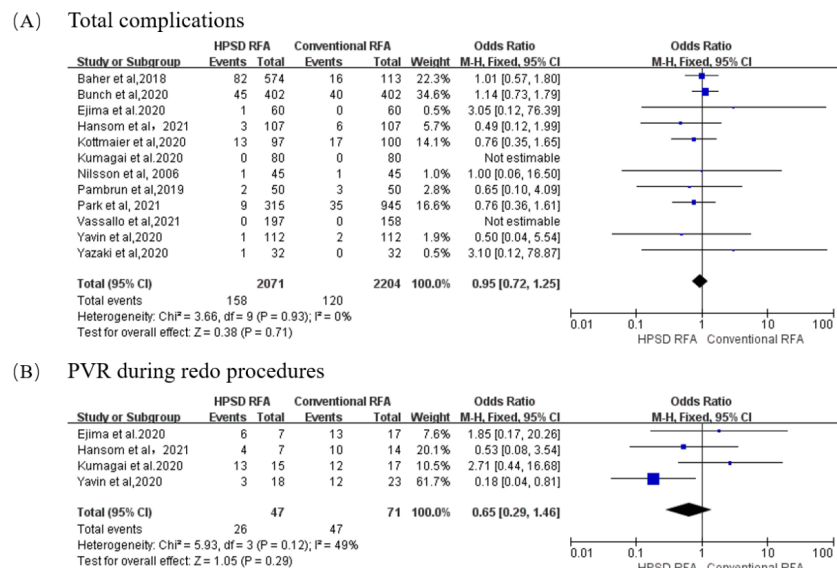 (A) Total complications
HPSD RFA Conventional RFA Odds Ratio Odds Ratio
Study or Subgroup Events Total Events Total Weight M-H, Fixed, 95% CI M-H, Fixed, 95% CI
Baher et al,2018 82 574 16 113 22.3% 1.01 [0.57, 1.80]
Bunch et al,2020 45 402 40 402 34.6% 1.14 [0.73, 1.79]
Ejima et al.2020 1 60 0 60 0.5% 3.05 [0.12, 76.39]
Hansom et al，2021 3 107 6 107 5.7% 0.49 [0.12, 1.99]
Kottmaier et al,2020 13 97 17 100 14.1% 0.76 [0.35, 1.65]
Kumagai et al.2020 0 80 0 80 Not estimable
Nilsson et al, 2006 1 45 1 45 1.0% 1.00 [0.06, 16.50]
Pambrun et al,2019 2 50 3 50 2.8% 0.65 [0.10, 4.09]
Park et al, 2021 9 315 35 945 16.6% 0.76 [0.36, 1.61]
Vassallo et al,2021 0 197 0 158 Not estimable
Yavin et al,2020 1 112 2 112 1.9% 0.50 [0.04, 5.54]
Yazaki et al,2020 1 32 0 32 0.5% 3.10 [0.12, 78.87]
Total (95% CI) 2071 2204 100.0% 0.95 [0.72, 1.25]
Total events 158 120
Heterogeneity: Chi² = 3.66, df = 9 (P = 0.93); I² = 0%
Test for overall effect: Z = 0.38 (P = 0.71)
0.01 0.1 1 10 100
HPSD RFA Conventional RFA
(B) PVR during redo procedures
HPSD RFA Conventional RFA Odds Ratio Odds Ratio
Study or Subgroup Events Total Events Total Weight M-H, Fixed, 95% CI M-H, Fixed, 95% CI
Ejima et al.2020 6 7 13 17 7.6% 1.85 [0.17, 20.26]
Hansom et al，2021 4 7 10 14 20.1% 0.53 [0.08, 3.54]
Kumagai et al.2020 13 15 12 17 10.5% 2.71 [0.44, 16.68]
Yavin et al,2020 3 18 12 23 61.7% 0.18 [0.04, 0.81]
Total (95% CI) 47 71 100.0% 0.65 [0.29, 1.46]
Total events 26 47
Heterogeneity: Chi² = 5.93, df = 3 (P = 0.12); I² = 49%
Test for overall effect: Z = 1.05 (P = 0.29)
0.01 0.1 1 10 100
HPSD RFA Conventional RFA